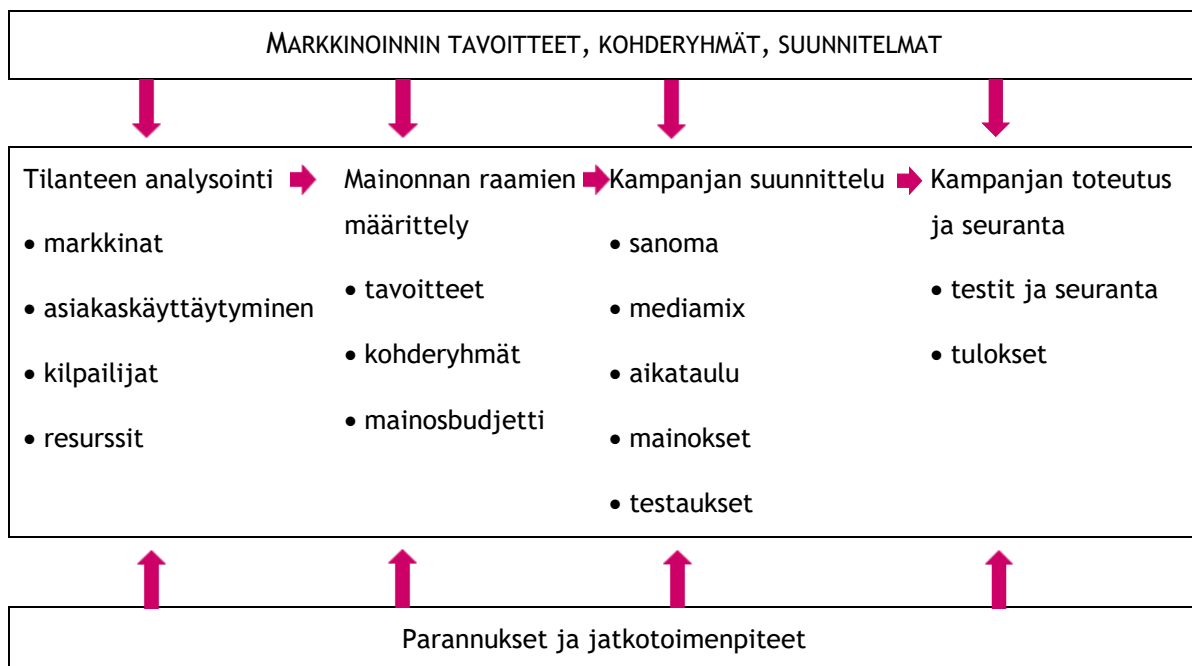 MARKKINOINNIN TAVOITTEET, KOHDERYHMÄT, SUUNNITELMAT
Tilanteen analysointi
• markkinat
• asiakaskäyttäytyminen
• kilpailijat
• resurssit
Mainonnan raamien
määrittely
• tavoitteet
• kohderyhmät
• mainosbudjetti
Kampanjan suunnittelu
• sanoma
• mediamix
• aikataulu
• mainokset
• testaukset
Kampanjan toteutus
ja seuranta
• testit ja seuranta
• tulokset
Parannukset ja jatkotoimenpiteet